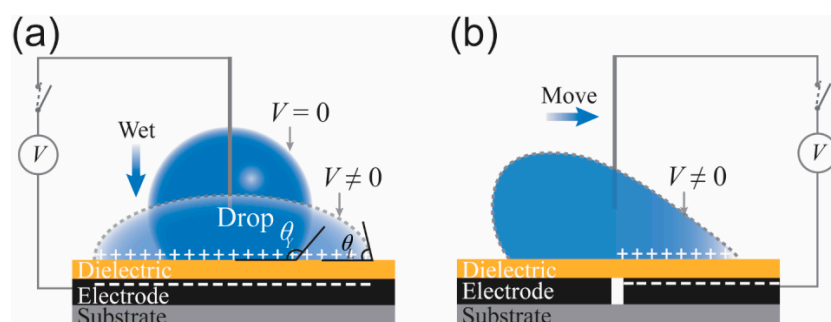 (a)
V = 0
Wet
V
V ≠ 0
Drop
θ
θ
+++++++++++++++++
Dielectric
Electrode
Substrate
(b)
Move
V
V ≠ 0
+++++++
Dielectric
Electrode
Substrate